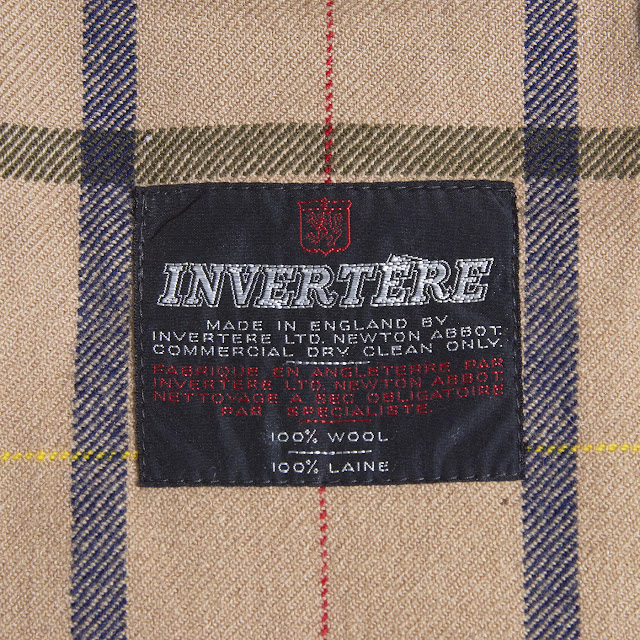 INVERTÈRE
MADE IN ENGLAND BY
INVERTERE LTD. NEWTON ABBOT.
COMMERCIAL DRY CLEAN ONLY.
FABRIQUE EN ANGLETERRE PAR
INVERTERE LTD. NEWTON ABBOT
NETTOYAGE A SEC OBLIGATOIRE
PAR SPECIALISTE.
100% WOOL
100% LAINE